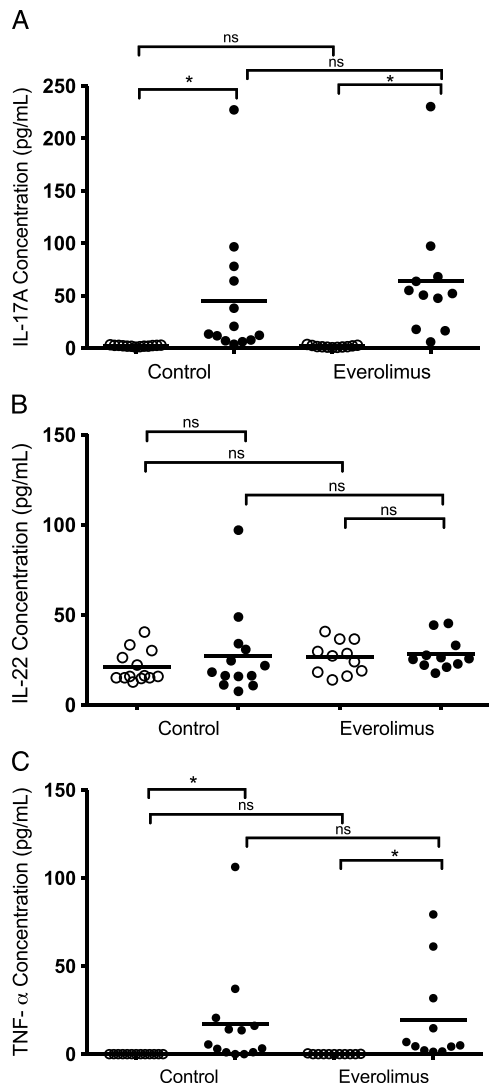 A
ns
ns
*
*
IL-17A Concentration (pg/mL)
250
200
150
100
50
0
Control
Everolimus
B
IL-22 Concentration (pg/mL)
150
100
50
0
ns
ns
ns
ns
Control
Everolimus
C
TNF- α Concentration (pg/mL)
150
100
50
0
*
ns
ns
*
Control
Everolimus